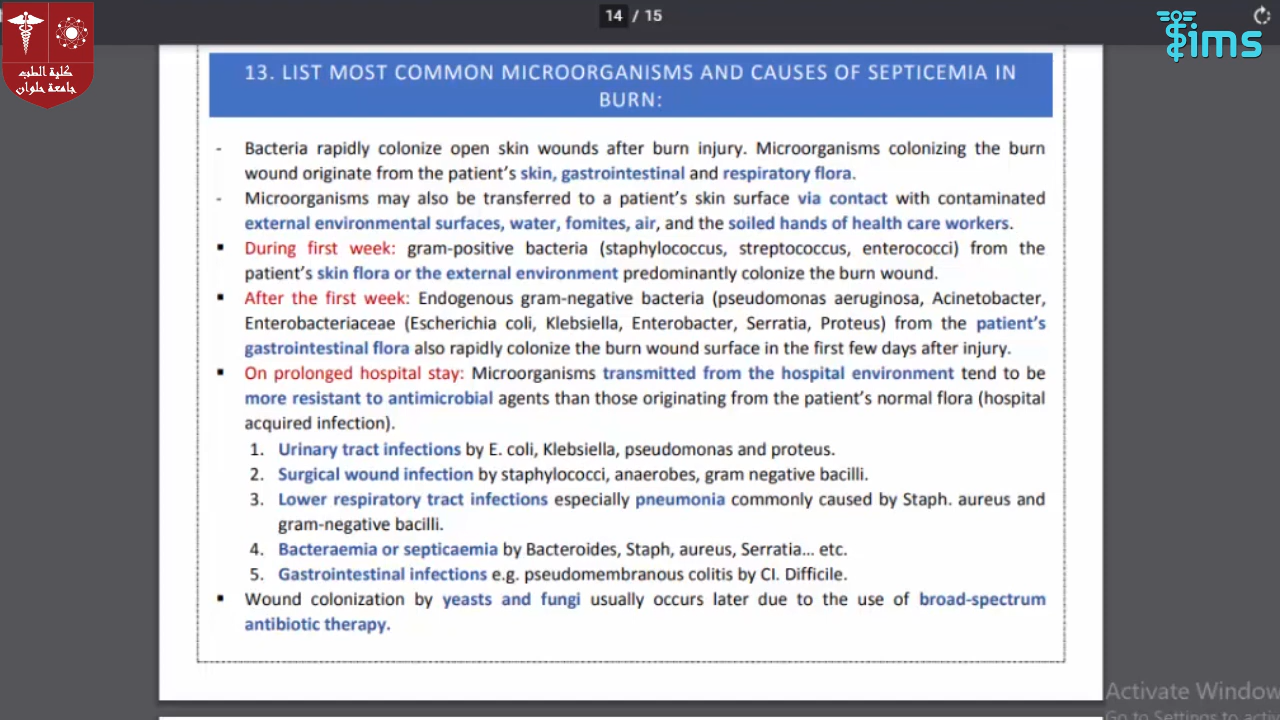 14 / 15
كلية الطب
جامعة حلوان
ims
13. LIST MOST COMMON MICROORGANISMS AND CAUSES OF SEPTICEMIA IN
BURN:
- Bacteria rapidly colonize open skin wounds after burn injury. Microorganisms colonizing the burn
wound originate from the patient's skin, gastrointestinal and respiratory flora.
- Microorganisms may also be transferred to a patient's skin surface via contact with contaminated
external environmental surfaces, water, fomites, air, and the soiled hands of health care workers.
▪ During first week: gram-positive bacteria (staphylococcus, streptococcus, enterococci) from the
patient's skin flora or the external environment predominantly colonize the burn wound.
▪ After the first week: Endogenous gram-negative bacteria (pseudomonas aeruginosa, Acinetobacter,
Enterobacteriaceae (Escherichia coli, Klebsiella, Enterobacter, Serratia, Proteus) from the patient's
gastrointestinal flora also rapidly colonize the burn wound surface in the first few days after injury.
▪ On prolonged hospital stay: Microorganisms transmitted from the hospital environment tend to be
more resistant to antimicrobial agents than those originating from the patient's normal flora (hospital
acquired infection).
1. Urinary tract infections by E. coli, Klebsiella, pseudomonas and proteus.
2. Surgical wound infection by staphylococci, anaerobes, gram negative bacilli.
3. Lower respiratory tract infections especially pneumonia commonly caused by Staph. aureus and
gram-negative bacilli.
4. Bacteraemia or septicaemia by Bacteroides, Staph, aureus, Serratia... etc.
5. Gastrointestinal infections e.g. pseudomembranous colitis by CI. Difficile.
▪ Wound colonization by yeasts and fungi usually occurs later due to the use of broad-spectrum
antibiotic therapy.
Activate Window
Go to Settings to activ